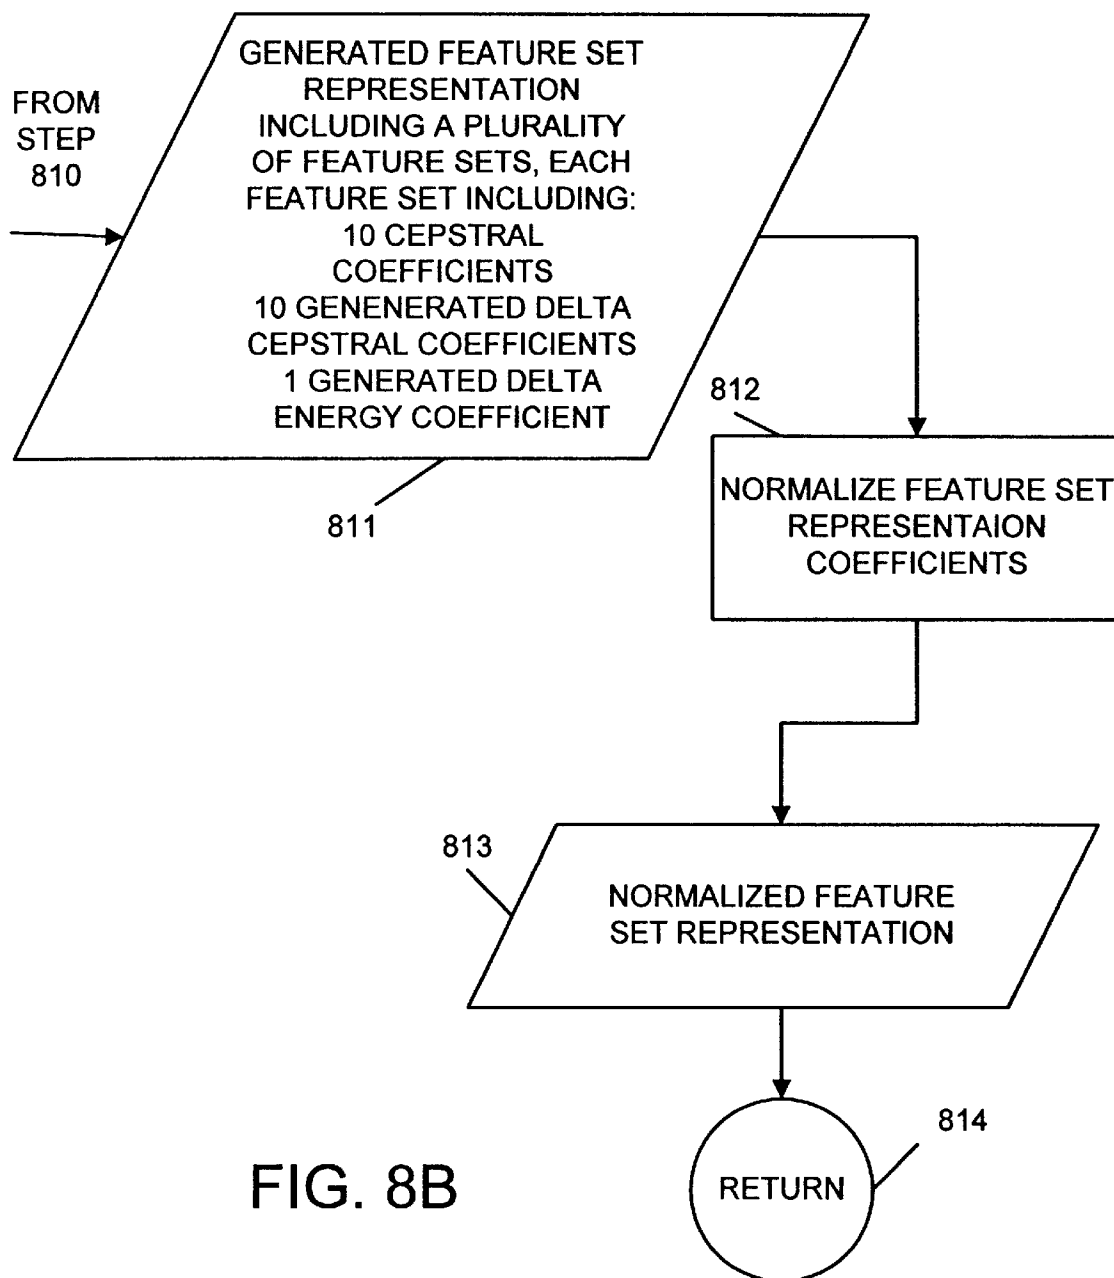 FROM
STEP
810
GENERATED FEATURE SET
REPRESENTATION
INCLUDING A PLURALITY
OF FEATURE SETS, EACH
FEATURE SET INCLUDING:
10 CEPSTRAL
COEFFICIENTS
10 GENENERATED DELTA
CEPSTRAL COEFFICIENTS
1 GENERATED DELTA
ENERGY COEFFICIENT
811
812
NORMALIZE FEATURE SET
REPRESENTAION
COEFFICIENTS
813
NORMALIZED FEATURE
SET REPRESENTATION
814
RETURN
FIG. 8B